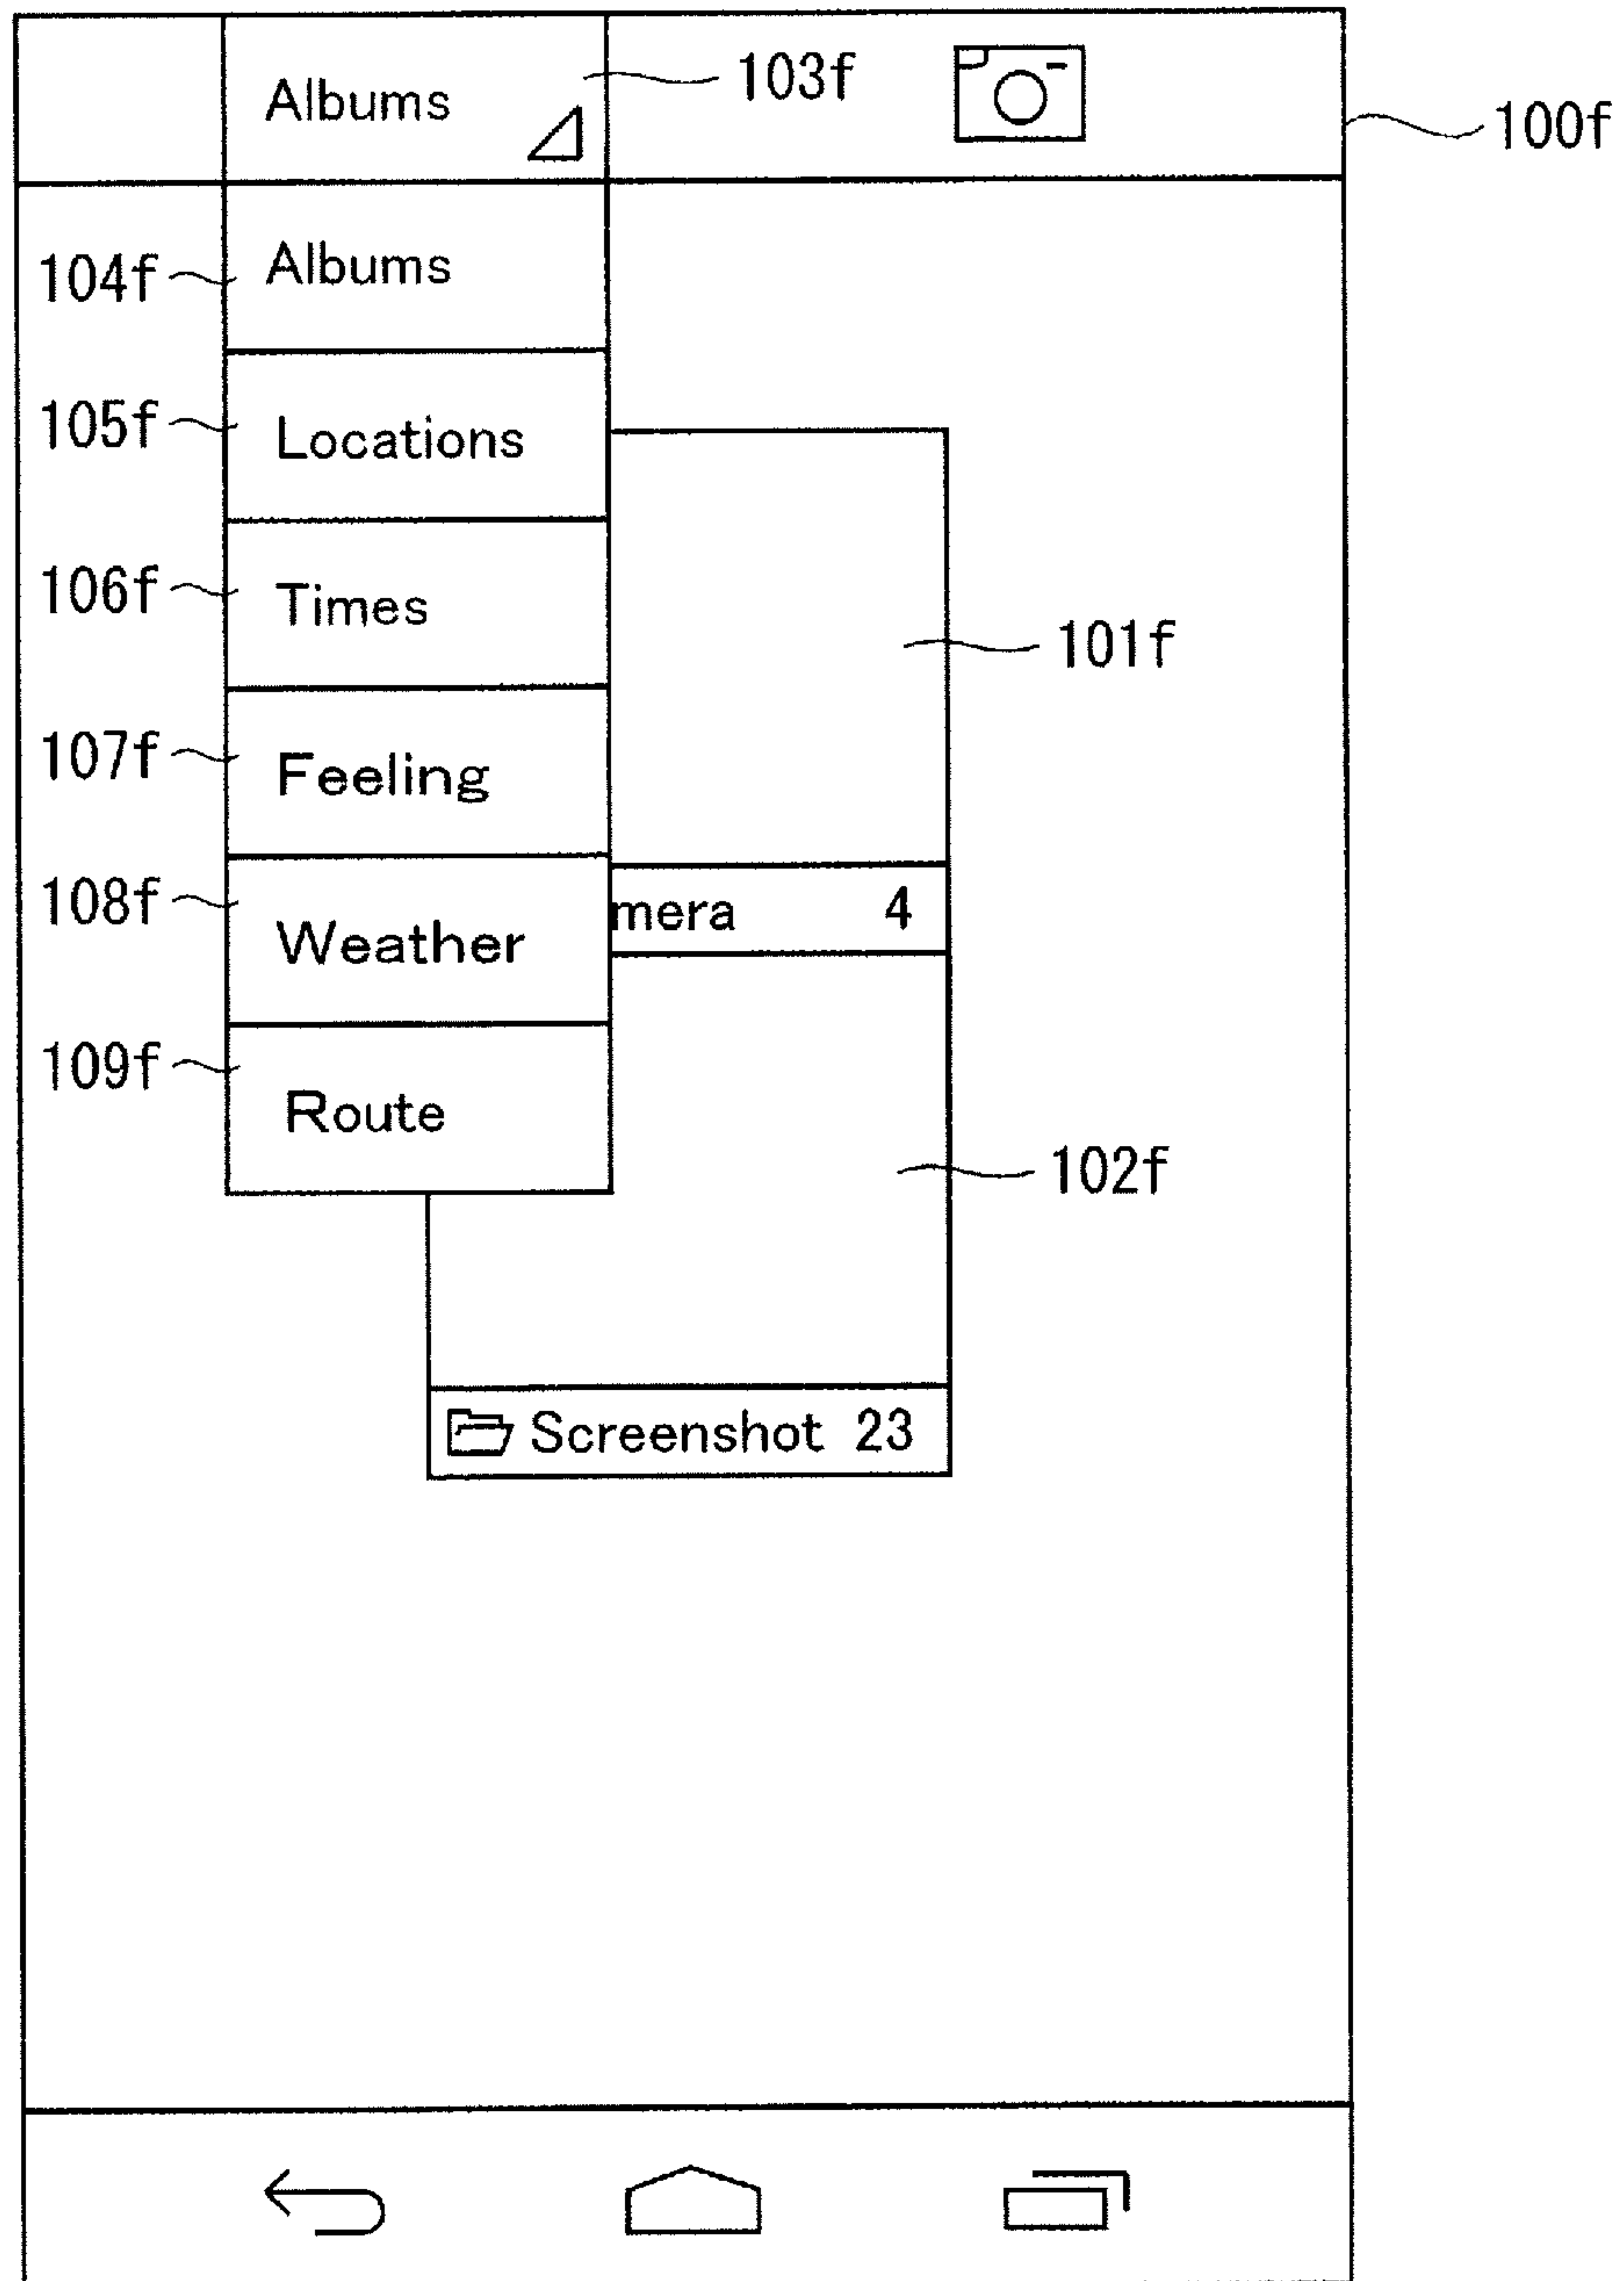 Albums
103f
100f
104f
Albums
105f
Locations
106f
Times
101f
107f
Feeling
108f
Weather
mera 4
109f
Route
102f
Screenshot 23